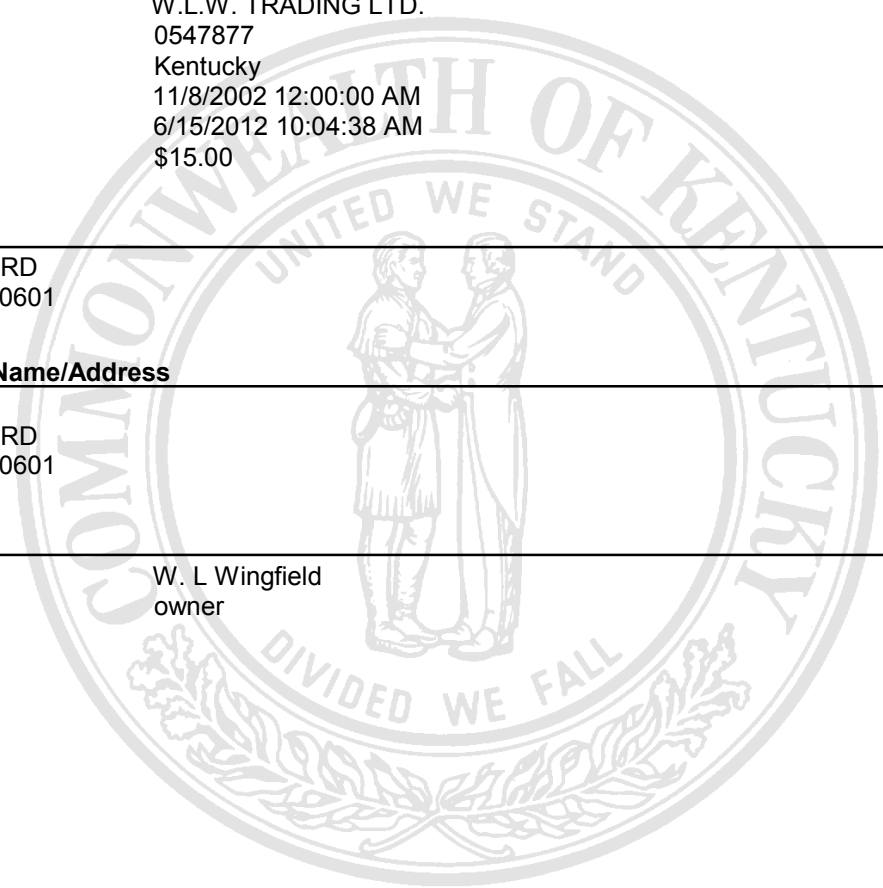 W.L.W. TRADING LTD.
0547877
Kentucky
11/8/2002 12:00:00 AM
6/15/2012 10:04:38 AM
$15.00
COMMONWEALTH OF KENTUCKY
UNITED WE STAND
RD
0601
Name/Address
RD
0601
W. L Wingfield
owner
DIVIDED WE FALL